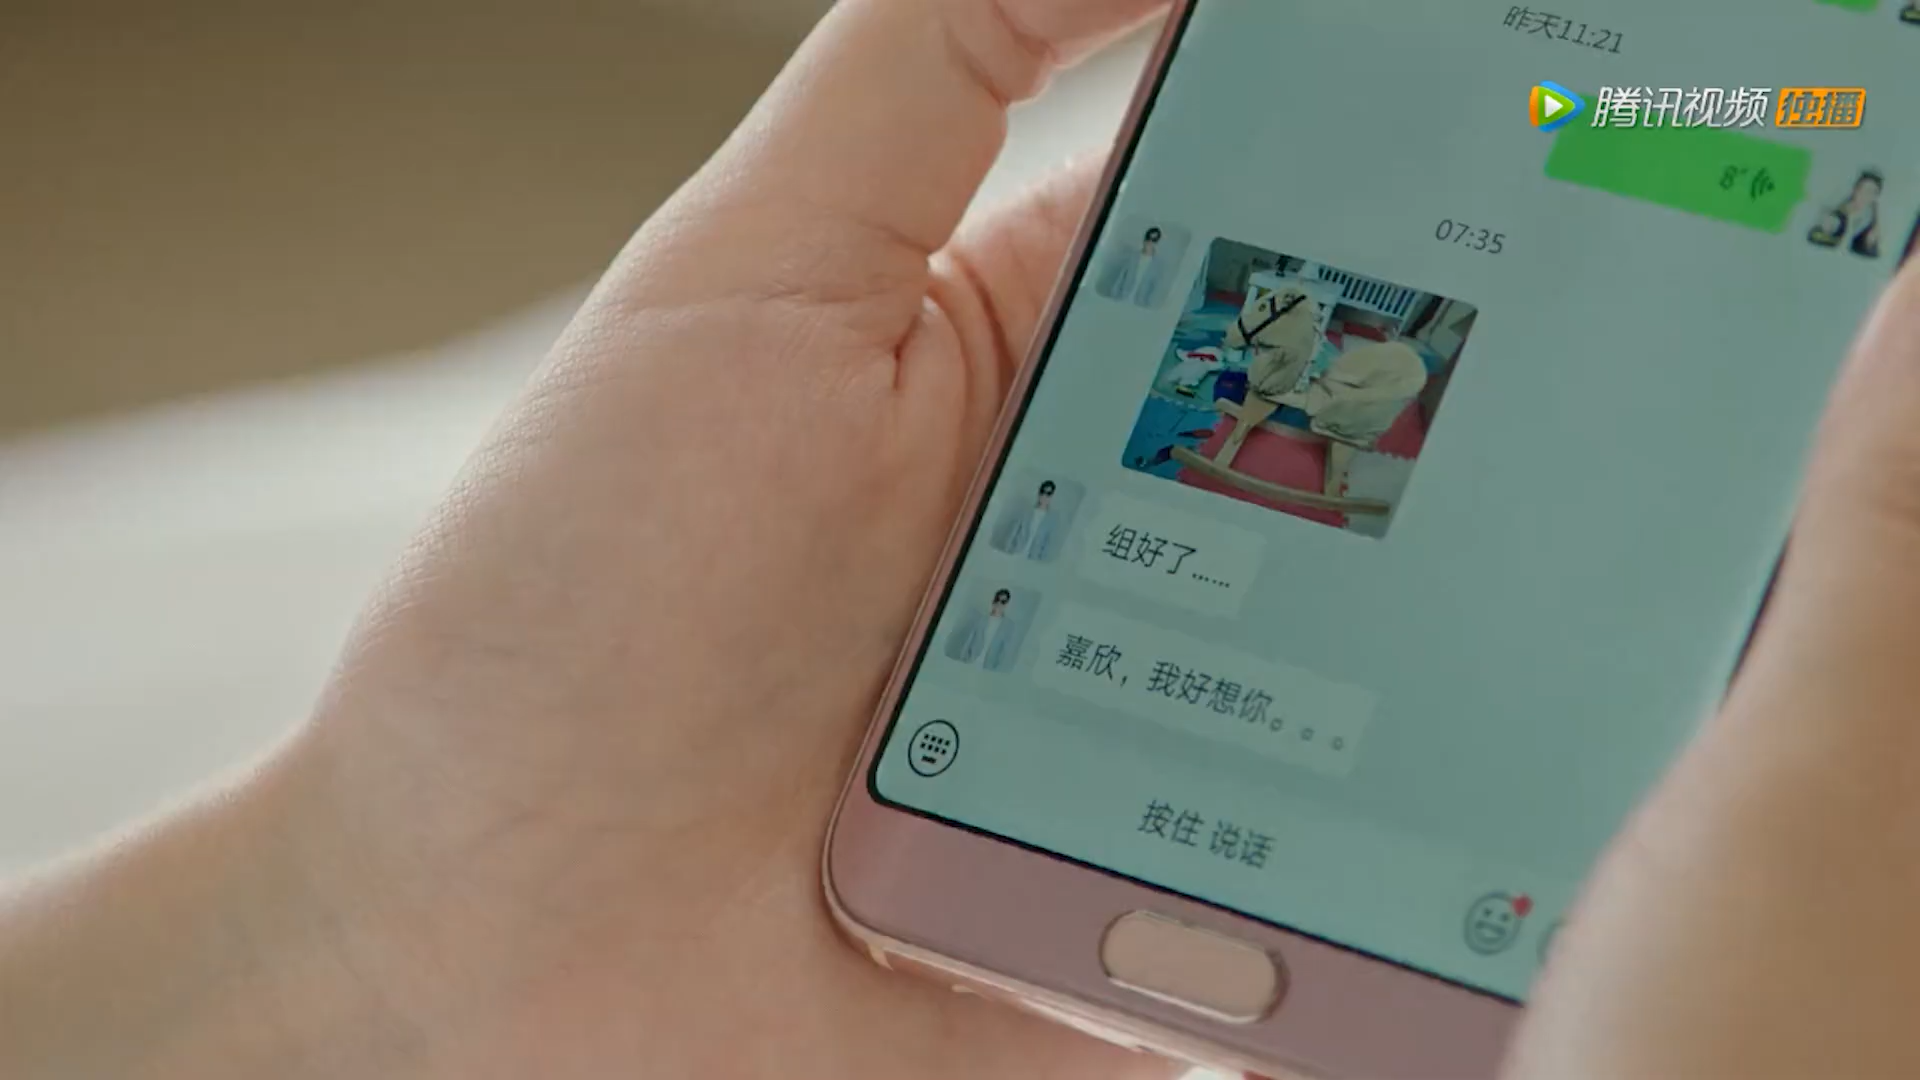 昨天11:21
腾讯视频 独播
8"
07:35
组好了……
嘉欣，我好想你。。。
按住 说话